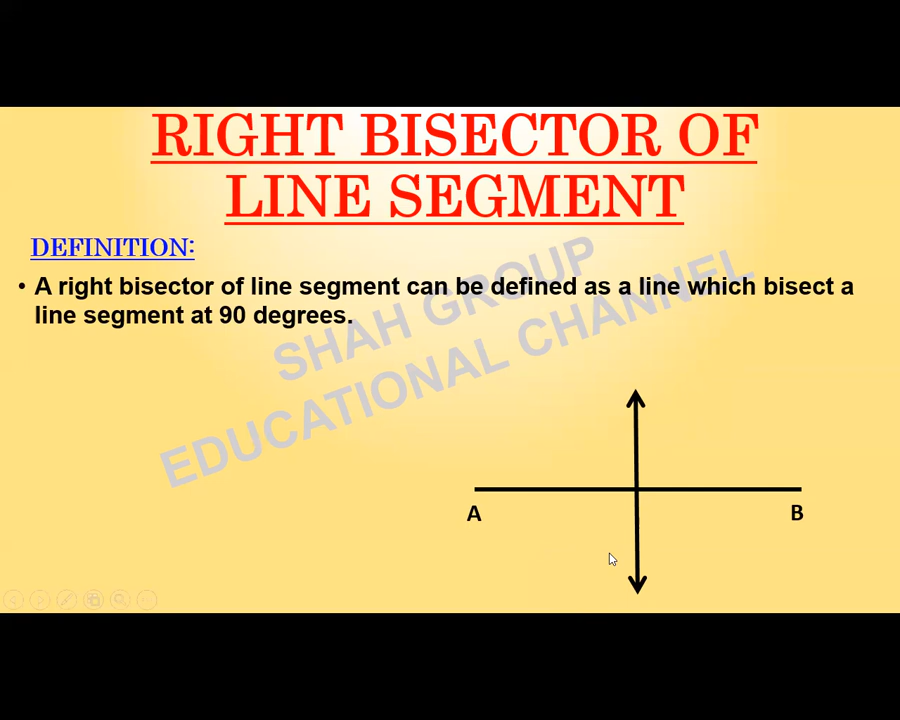 RIGHT BISECTOR OF
LINE SEGMENT
DEFINITION:
• A right bisector of line segment can be defined as a line which bisect a
line segment at 90 degrees.
SHAH GROUP
EDUCATIONAL CHANNEL
A
B